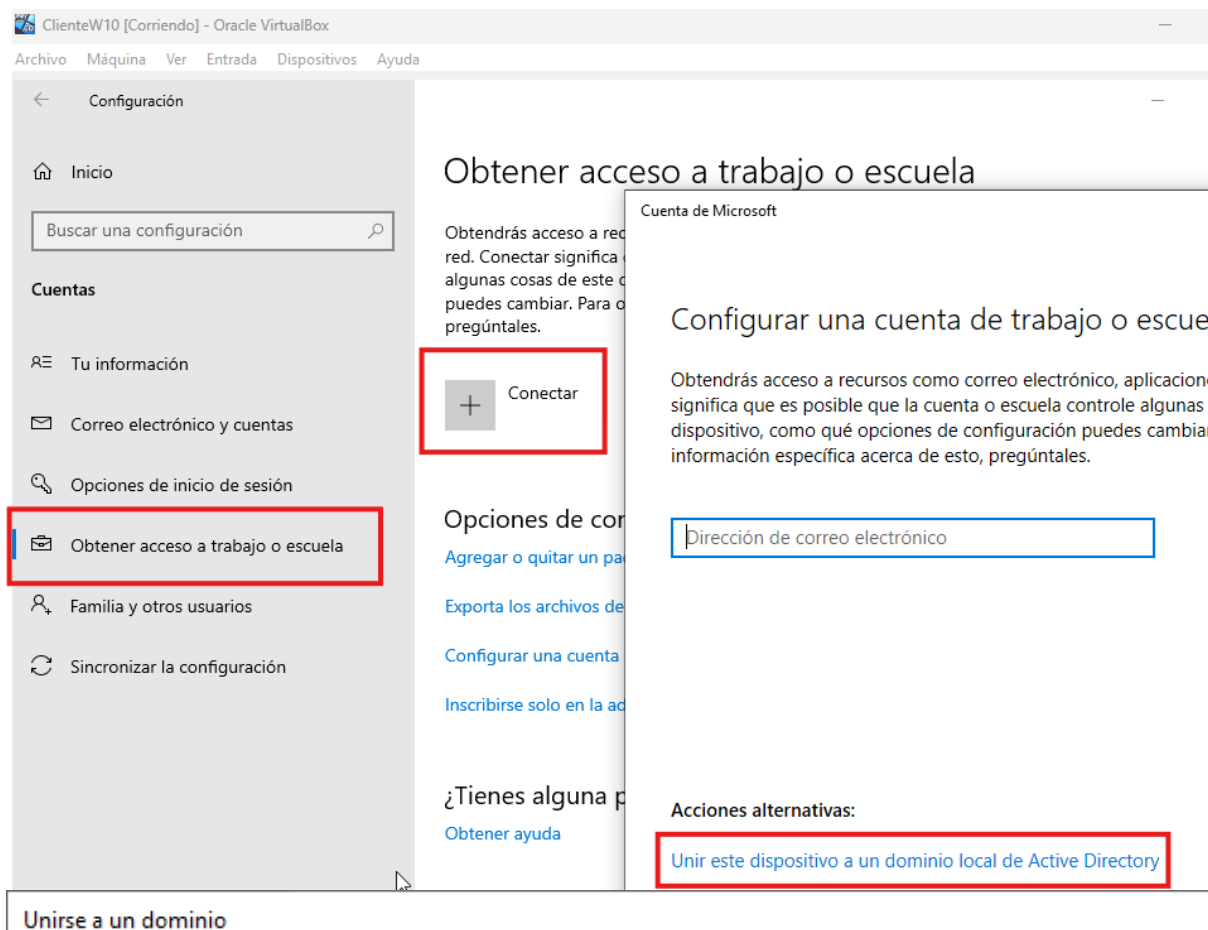 ClienteW10 [Corriendo] - Oracle VirtualBox
Archivo Máquina Ver Entrada Dispositivos Ayuda
Configuración
Inicio
Buscar una configuración
Cuentas
Tu información
Correo electrónico y cuentas
Opciones de inicio de sesión
Obtener acceso a trabajo o escuela
Familia y otros usuarios
Sincronizar la configuración
Obtener acceso a trabajo o escuela
Obtendrás acceso a rec
red. Conectar significa
algunas cosas de este
puedes cambiar. Para o
pregúntales.
Conectar
Opciones de cor
Agregar o quitar un pa
Exporta los archivos de
Configurar una cuenta
Inscribirse solo en la ad
¿Tienes alguna p
Obtener ayuda
Cuenta de Microsoft
Configurar una cuenta de trabajo o escue
Obtendrás acceso a recursos como correo electrónico, aplicacione
significa que es posible que la cuenta o escuela controle algunas
dispositivo, como qué opciones de configuración puedes cambiar
información específica acerca de esto, pregúntales.
Dirección de correo electrónico
Acciones alternativas:
Unir este dispositivo a un dominio local de Active Directory
Unirse a un dominio